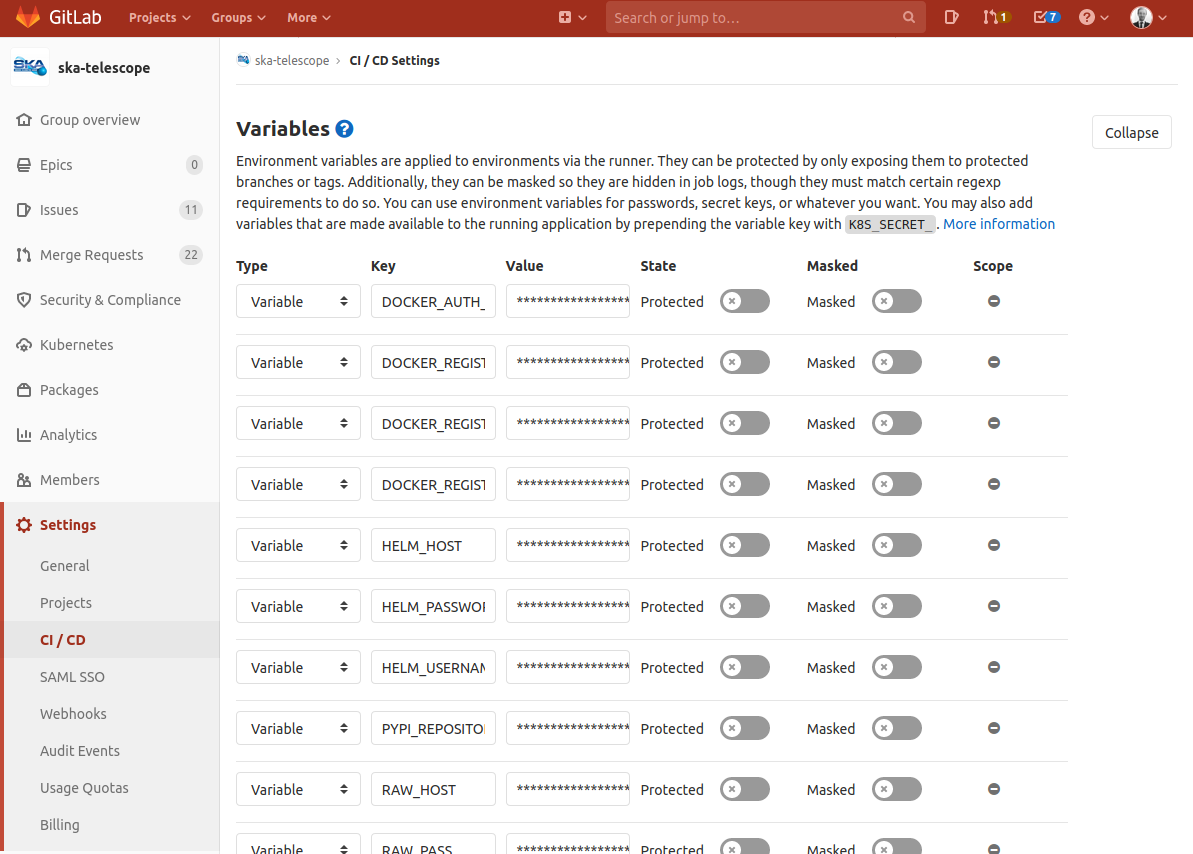 GitLab
Projects
Groups
More
Search or jump to…
1
7
SKA
ska-telescope
Group overview
Epics 0
Issues 11
Merge Requests 22
Security & Compliance
Kubernetes
Packages
Analytics
Members
Settings
General
Projects
CI / CD
SAML SSO
Webhooks
Audit Events
Usage Quotas
Billing
ska-telescope › CI / CD Settings
Variables
Collapse
Environment variables are applied to environments via the runner. They can be protected by only exposing them to protected
branches or tags. Additionally, they can be masked so they are hidden in job logs, though they must match certain regexp
requirements to do so. You can use environment variables for passwords, secret keys, or whatever you want. You may also add
variables that are made available to the running application by prepending the variable key with K8S_SECRET_. More information
Type Key Value State Masked Scope
Variable DOCKER_AUTH_ ***************** Protected Masked
Variable DOCKER_REGIST ***************** Protected Masked
Variable DOCKER_REGIST ***************** Protected Masked
Variable DOCKER_REGIST ***************** Protected Masked
Variable HELM_HOST ***************** Protected Masked
Variable HELM_PASSWOR ***************** Protected Masked
Variable HELM_USERNAM ***************** Protected Masked
Variable PYPI_REPOSITO ***************** Protected Masked
Variable RAW_HOST ***************** Protected Masked
Variable RAW_PASS ***************** Protected Masked